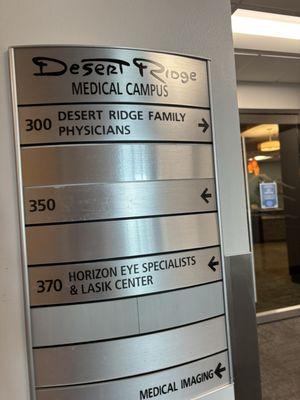 Desert Ridge
MEDICAL CAMPUS
300 DESERT RIDGE FAMILY
PHYSICIANS →
350 ←
370 HORIZON EYE SPECIALISTS
& LASIK CENTER ←
MEDICAL IMAGING ←